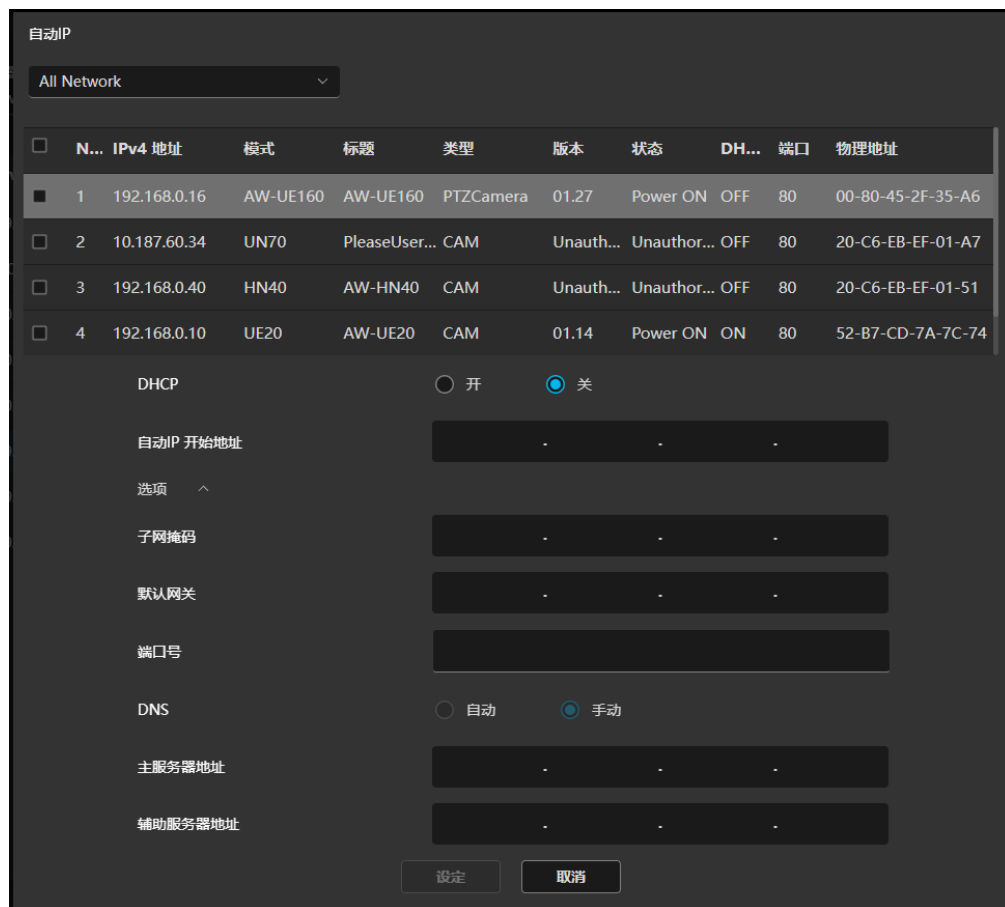 自动IP
All Network
N... IPv4 地址 模式 标题 类型 版本 状态 DH... 端口 物理地址
1 192.168.0.16 AW-UE160 AW-UE160 PTZCamera 01.27 Power ON OFF 80 00-80-45-2F-35-A6
2 10.187.60.34 UN70 PleaseUser... CAM Unauth... Unauthor... OFF 80 20-C6-EB-EF-01-A7
3 192.168.0.40 HN40 AW-HN40 CAM Unauth... Unauthor... OFF 80 20-C6-EB-EF-01-51
4 192.168.0.10 UE20 AW-UE20 CAM 01.14 Power ON ON 80 52-B7-CD-7A-7C-74
DHCP 开 关
自动IP 开始地址 . . .
选项
子网掩码 . . .
默认网关 . . .
端口号
DNS 自动 手动
主服务器地址 . . .
辅助服务器地址 . . .
设定 取消